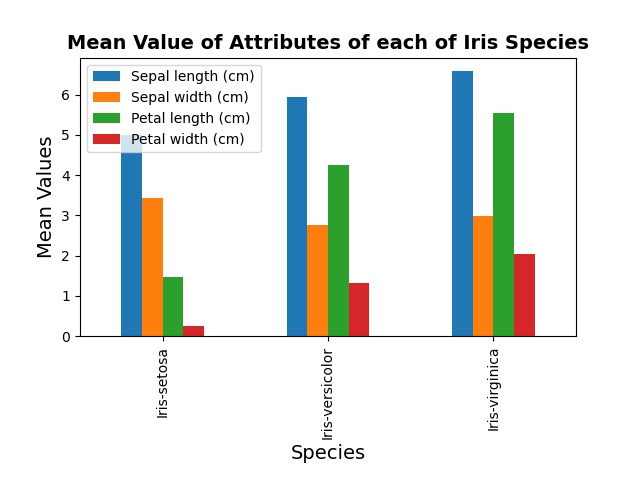 Mean Value of Attributes of each of Iris Species
Sepal length (cm)
Sepal width (cm)
Petal length (cm)
Petal width (cm)
Mean Values
6
5
4
3
2
1
0
Iris-setosa
Iris-versicolor
Iris-virginica
Species